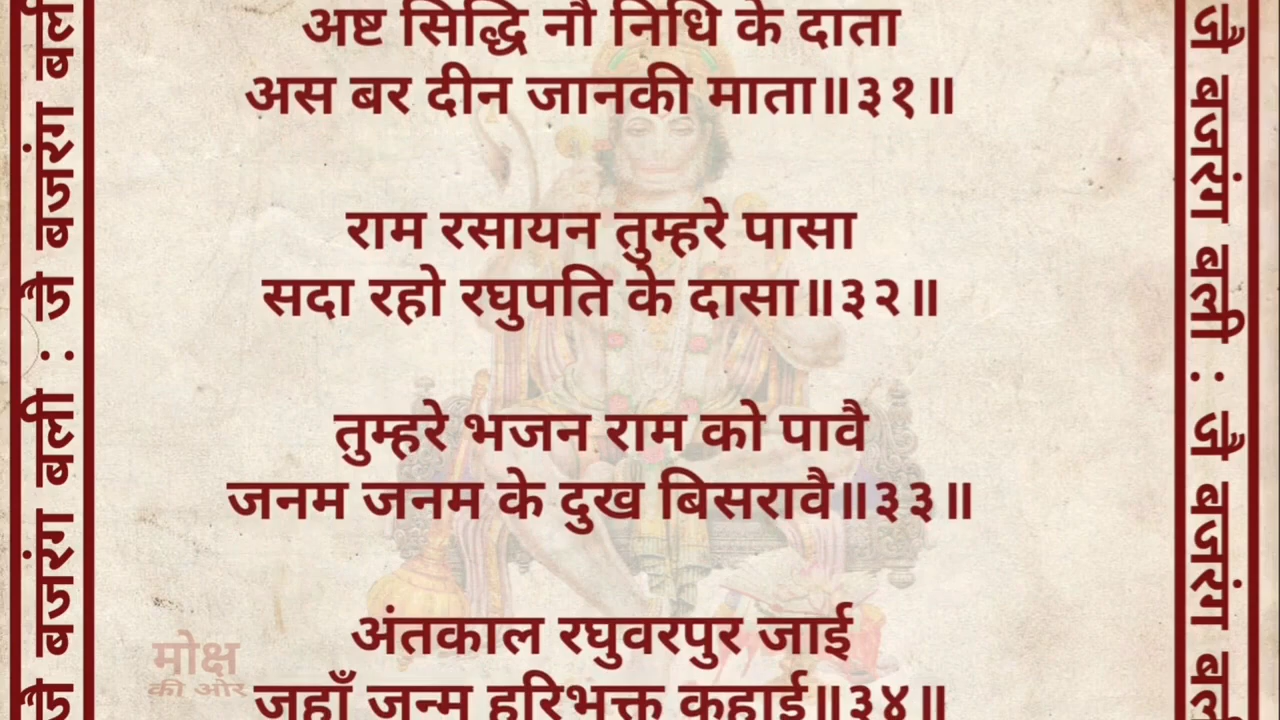 अष्ट सिद्धि नौ निधि के दाता
अस बर दीन जानकी माता॥३१॥
राम रसायन तुम्हरे पासा
सदा रहो रघुपति के दासा॥३२॥
तुम्हरे भजन राम को पावै
जनम जनम के दुख बिसरावै॥३३॥
अंतकाल रघुवरपुर जाई
जहाँ जन्म हरिभक्त कहाई॥३४॥
जै बजरंग बली : जै बजरंग बली
जै बजरंग बली : जै बजरंग बली
मोक्ष
की ओर